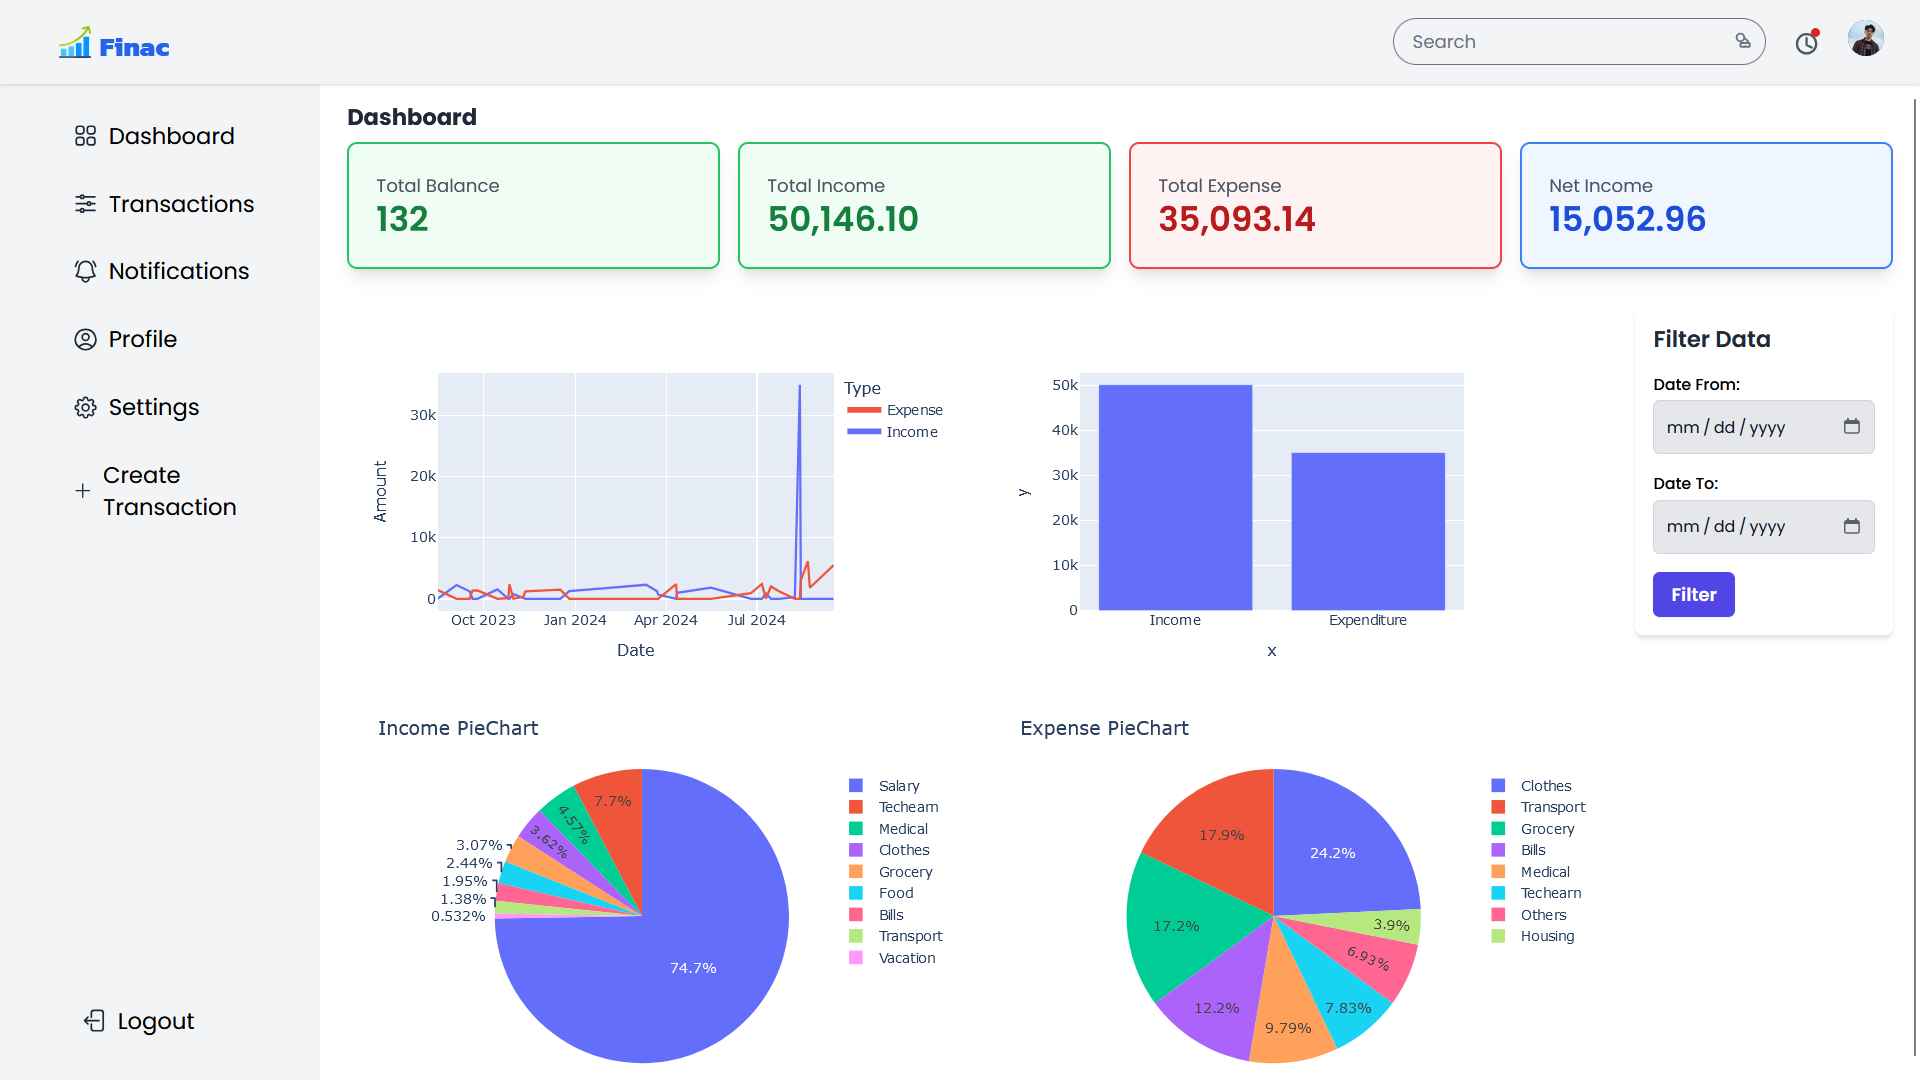 Finac
Search
Dashboard
Transactions
Notifications
Profile
Settings
Create
Transaction
Logout
Dashboard
Total Balance
132
Total Income
50,146.10
Total Expense
35,093.14
Net Income
15,052.96
Amount
30k
20k
10k
0
Oct 2023
Jan 2024
Apr 2024
Jul 2024
Date
Type
Expense
Income
y
50k
40k
30k
20k
10k
0
Income
Expenditure
x
Filter Data
Date From:
mm/dd/yyyy
Date To:
mm/dd/yyyy
Filter
Income PieChart
7.7%
4.57%
3.62%
3.07%
2.44%
1.95%
1.38%
0.532%
74.7%
Salary
Techearn
Medical
Clothes
Grocery
Food
Bills
Transport
Vacation
Expense PieChart
17.9%
24.2%
17.2%
3.9%
6.93%
12.2%
7.83%
9.79%
Clothes
Transport
Grocery
Bills
Medical
Techearn
Others
Housing